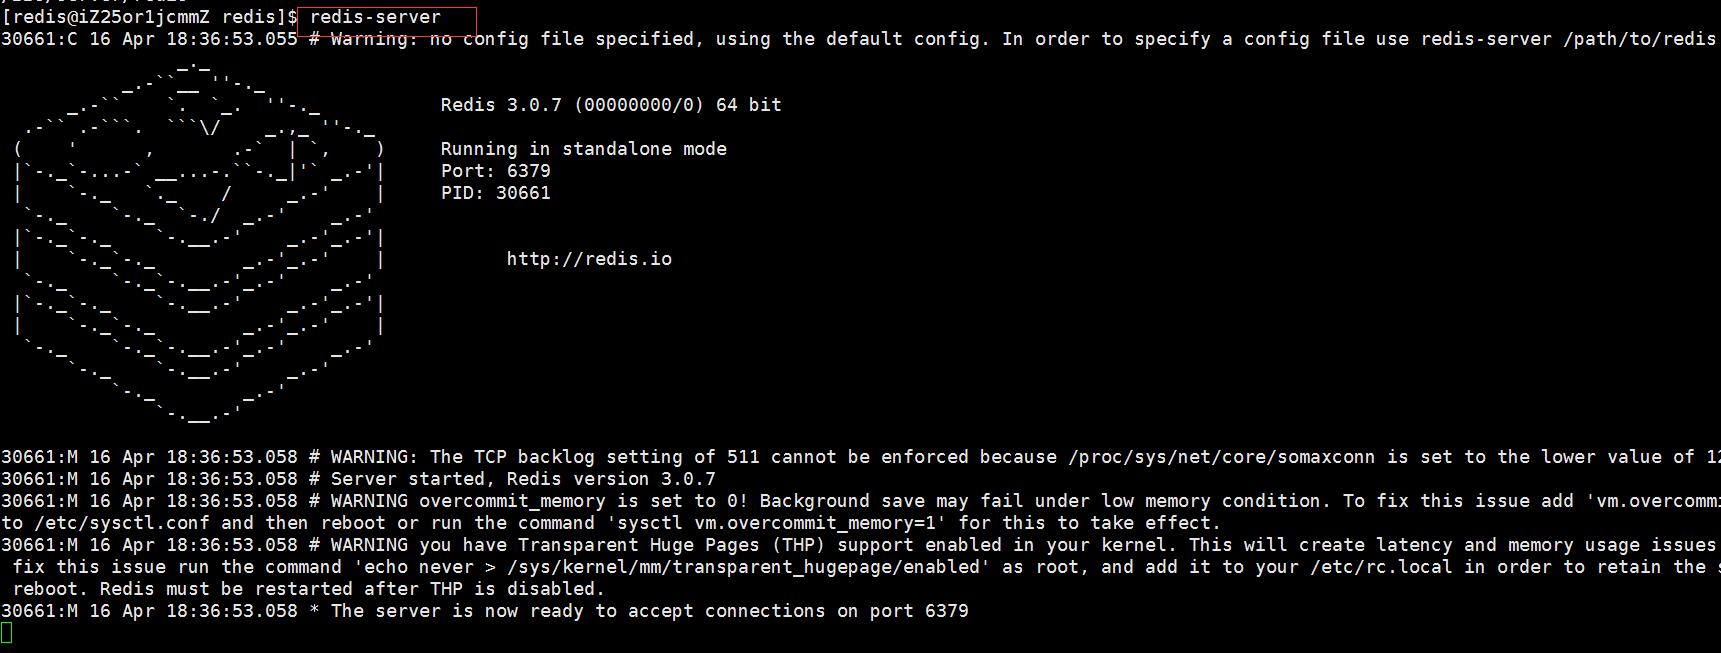 [redis@iZ25or1jcmmZ redis]$ redis-server
30661:C 16 Apr 18:36:53.055 # Warning: no config file specified, using the default config. In order to specify a config file use redis-server /path/to/redis
Redis 3.0.7 (00000000/0) 64 bit
Running in standalone mode
Port: 6379
PID: 30661
http://redis.io
30661:M 16 Apr 18:36:53.058 # WARNING: The TCP backlog setting of 511 cannot be enforced because /proc/sys/net/core/somaxconn is set to the lower value of 12
30661:M 16 Apr 18:36:53.058 # Server started, Redis version 3.0.7
30661:M 16 Apr 18:36:53.058 # WARNING overcommit_memory is set to 0! Background save may fail under low memory condition. To fix this issue add 'vm.overcommi
to /etc/sysctl.conf and then reboot or run the command 'sysctl vm.overcommit_memory=1' for this to take effect.
30661:M 16 Apr 18:36:53.058 # WARNING you have Transparent Huge Pages (THP) support enabled in your kernel. This will create latency and memory usage issues
fix this issue run the command 'echo never > /sys/kernel/mm/transparent_hugepage/enabled' as root, and add it to your /etc/rc.local in order to retain the
reboot. Redis must be restarted after THP is disabled.
30661:M 16 Apr 18:36:53.058 * The server is now ready to accept connections on port 6379